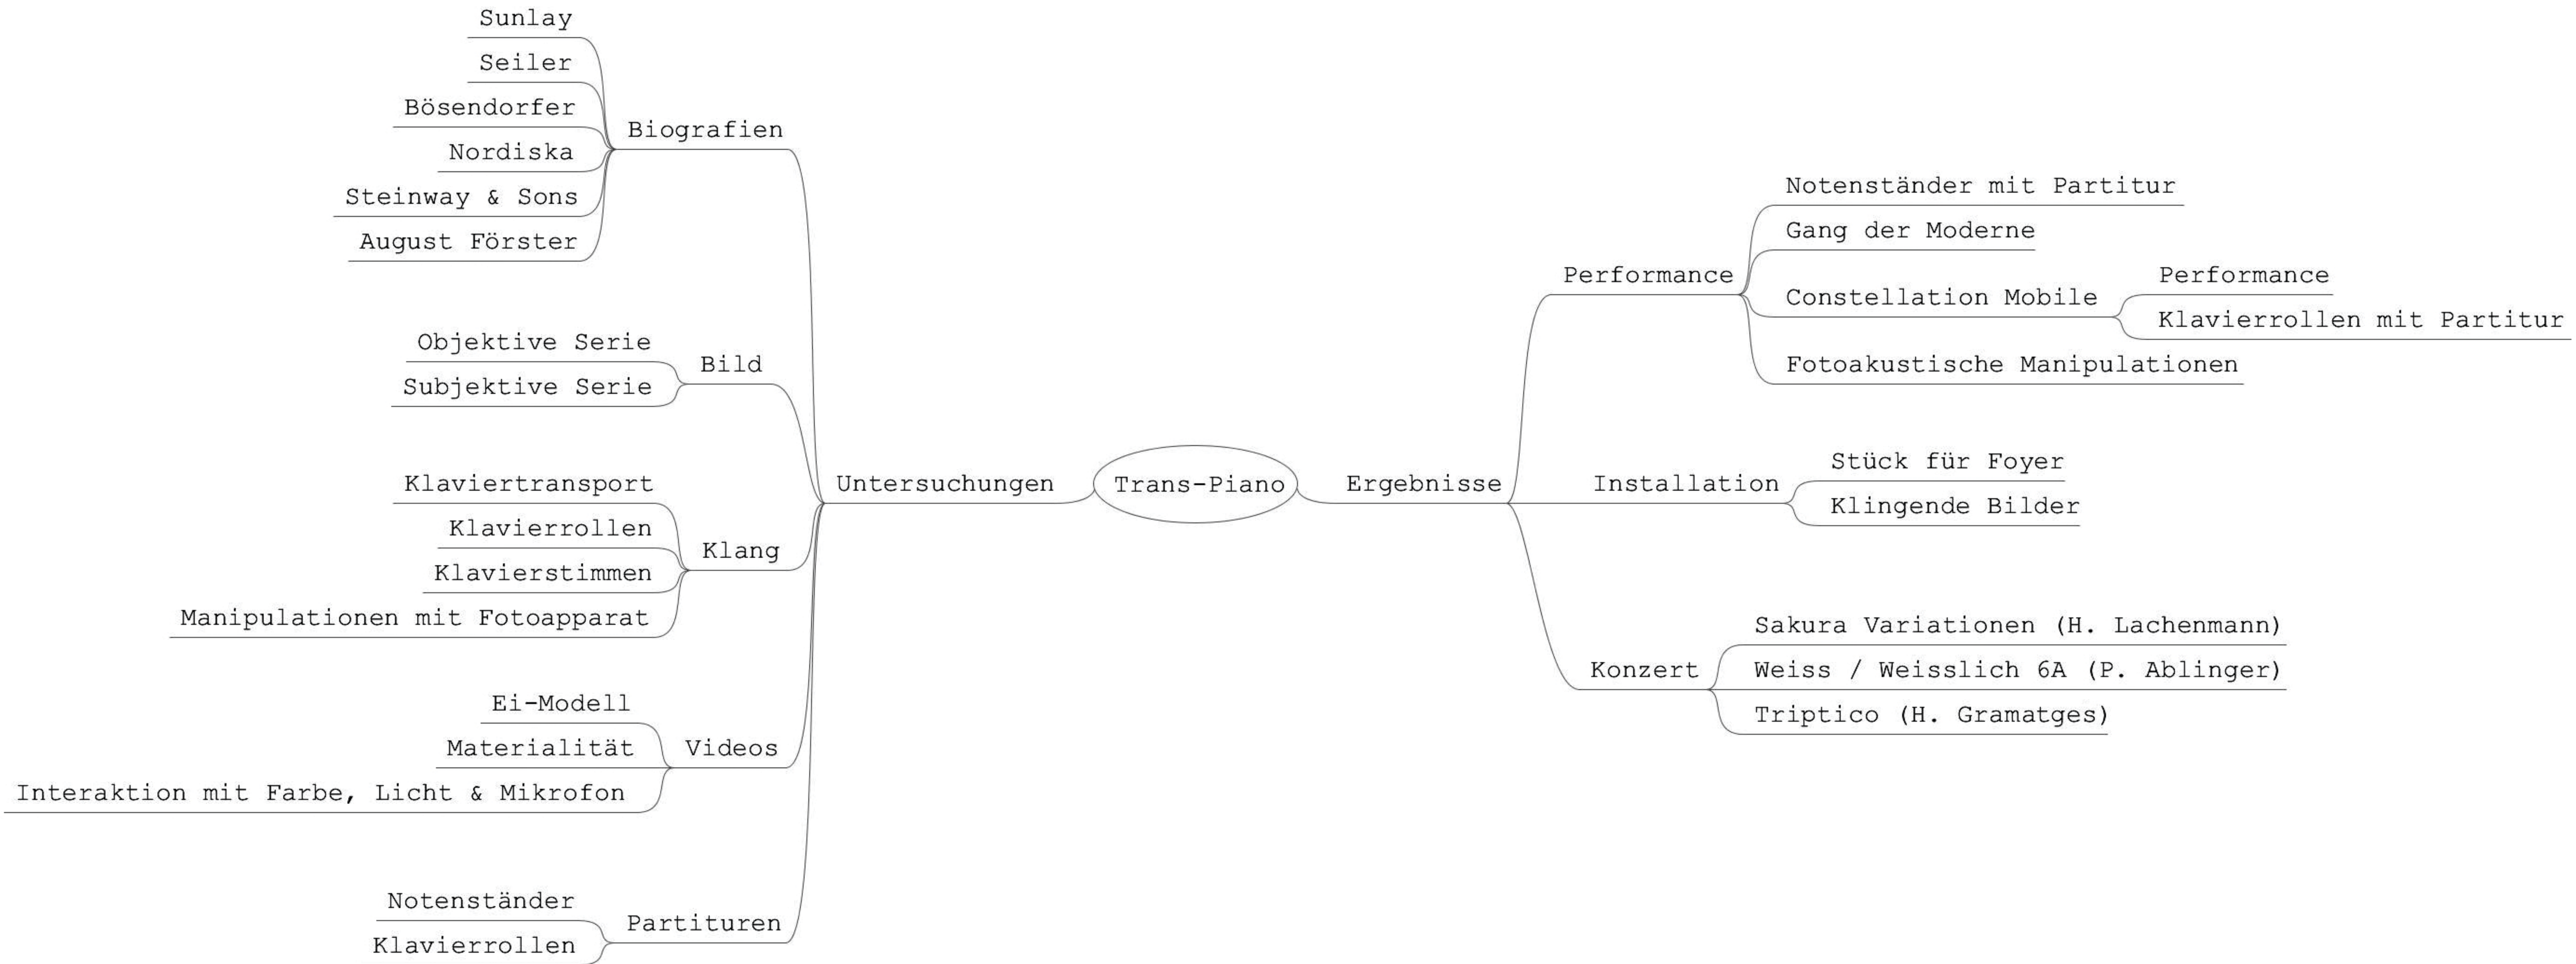 Sunlay
Seiler
Bösendorfer
Nordiska
Steinway & Sons
August Förster
Biografien
Objektive Serie
Subjektive Serie
Bild
Klaviertransport
Klavierrollen
Klavierstimmen
Manipulationen mit Fotoapparat
Klang
Ei-Modell
Materialität
Interaktion mit Farbe, Licht & Mikrofon
Videos
Notenständer
Klavierrollen
Partituren
Untersuchungen
Trans-Piano
Ergebnisse
Performance
Notenständer mit Partitur
Gang der Moderne
Constellation Mobile
Performance
Klavierrollen mit Partitur
Fotoakustische Manipulationen
Installation
Stück für Foyer
Klingende Bilder
Konzert
Sakura Variationen (H. Lachenmann)
Weiss / Weisslich 6A (P. Ablinger)
Triptico (H. Gramatges)